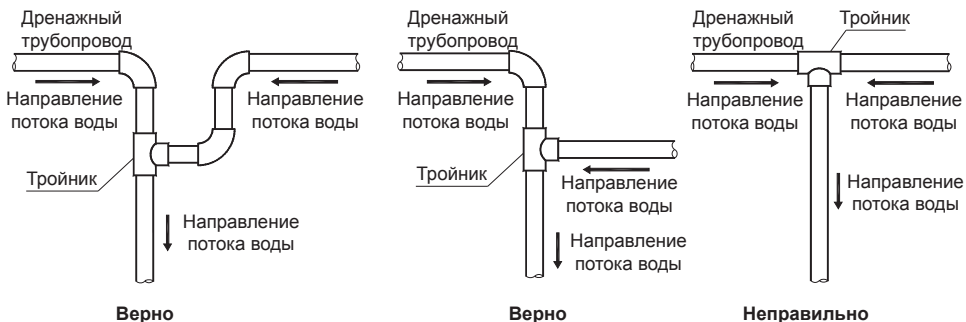 Дренажный
трубопровод
Направление
потока воды
Направление
потока воды
Тройник
Направление
потока воды
Верно
Дренажный
трубопровод
Направление
потока воды
Тройник
Направление
потока воды
Направление
потока воды
Верно
Дренажный
трубопровод
Тройник
Направление
потока воды
Направление
потока воды
Направление
потока воды
Неправильно